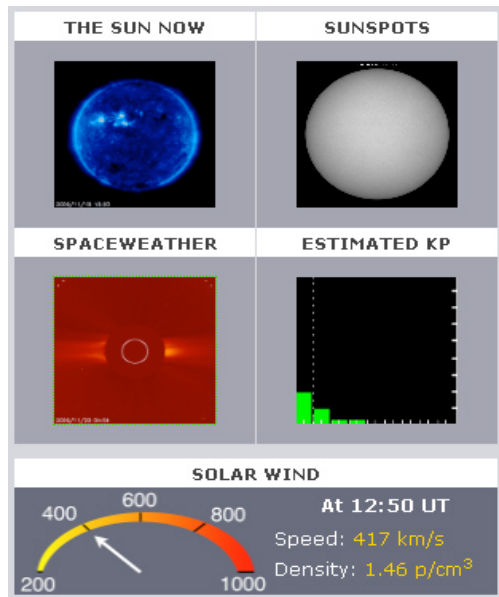 THE SUN NOW
SUNSPOTS
SPACEWEATHER
ESTIMATED KP
SOLAR WIND
200
400
600
800
1000
At 12:50 UT
Speed: 417 km/s
Density: 1.46 p/cm³